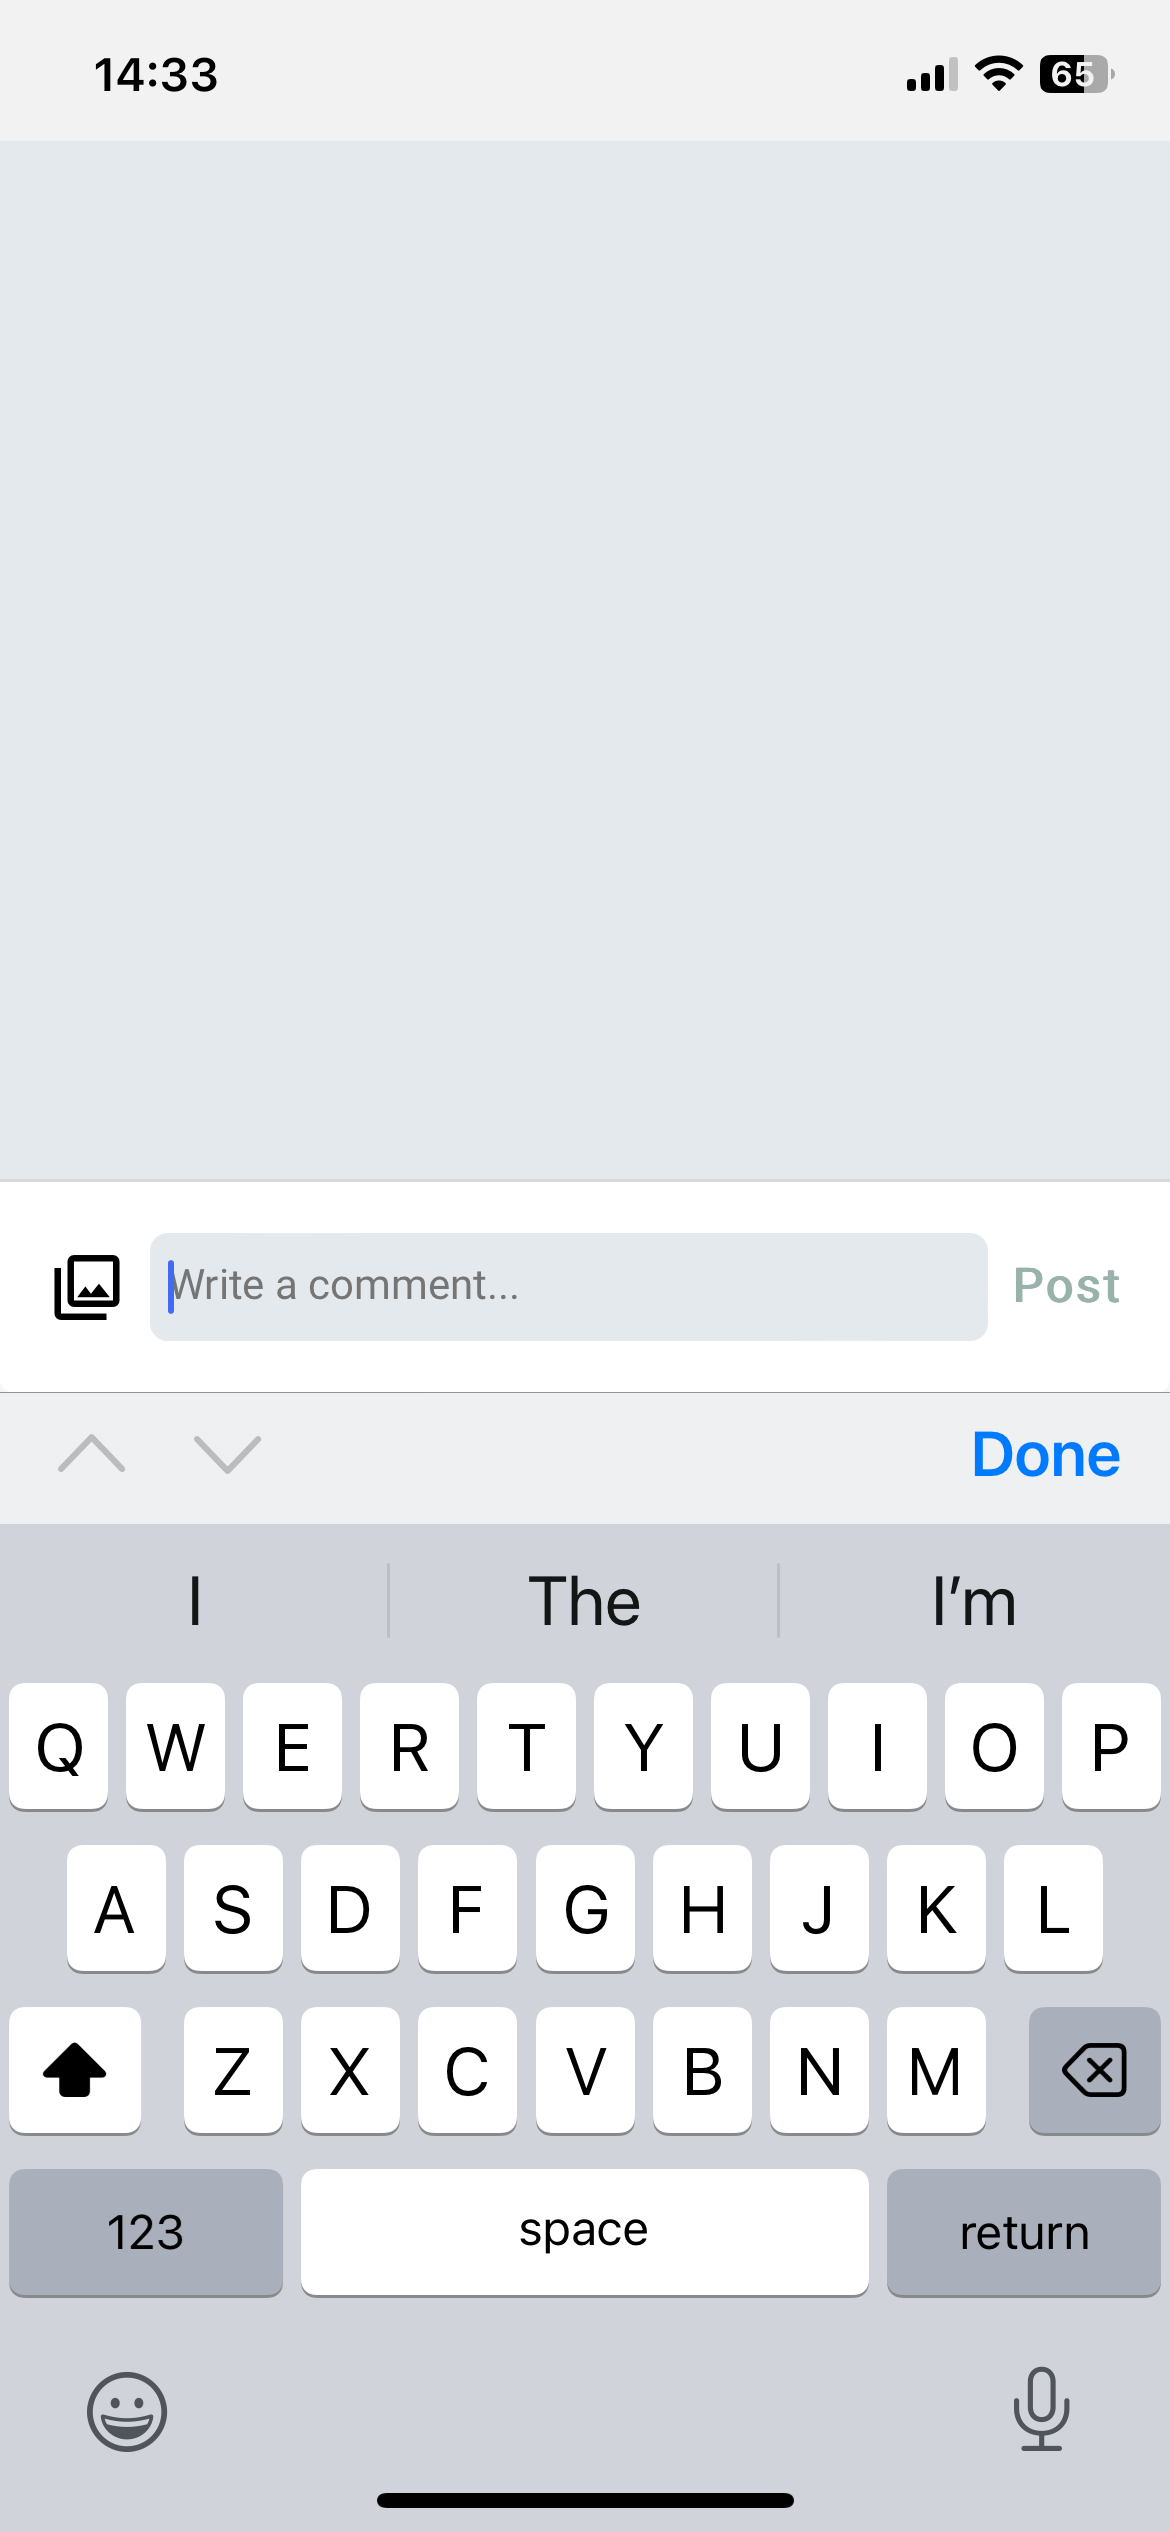 14:33 65
Write a comment...
Post
Done
I The I’m
Q W E R T Y U I O P
A S D F G H J K L
Z X C V B N M
123 space return